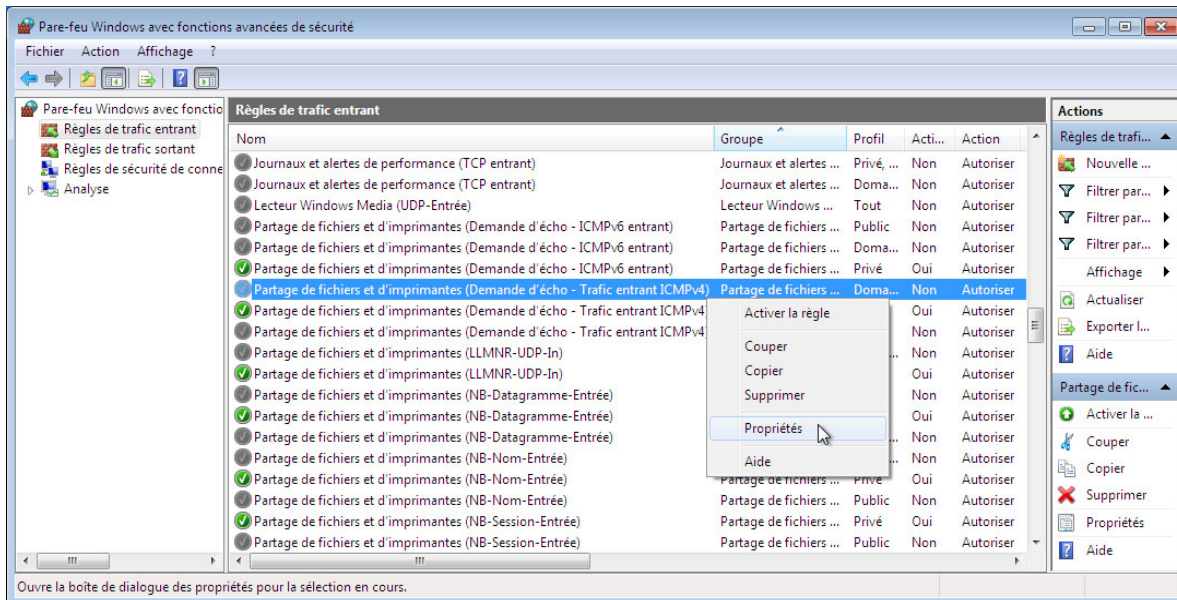 Pare-feu Windows avec fonctions avancées de sécurité
Fichier Action Affichage ?
Pare-feu Windows avec fonctio
Règles de trafic entrant
Règles de trafic sortant
Règles de sécurité de conne
Analyse
Règles de trafic entrant
Nom Groupe Profil Acti... Action
Journaux et alertes de performance (TCP entrant) Journaux et alertes ... Privé, ... Non Autoriser
Journaux et alertes de performance (TCP entrant) Journaux et alertes ... Doma... Non Autoriser
Lecteur Windows Media (UDP-Entrée) Lecteur Windows ... Tout Non Autoriser
Partage de fichiers et d'imprimantes (Demande d'écho - ICMPv6 entrant) Partage de fichiers ... Public Non Autoriser
Partage de fichiers et d'imprimantes (Demande d'écho - ICMPv6 entrant) Partage de fichiers ... Doma... Non Autoriser
Partage de fichiers et d'imprimantes (Demande d'écho - ICMPv6 entrant) Partage de fichiers ... Privé Oui Autoriser
Partage de fichiers et d'imprimantes (Demande d'écho - Trafic entrant ICMPv4) Partage de fichiers ... Doma... Non Autoriser
Partage de fichiers et d'imprimantes (Demande d'écho - Trafic entrant ICMPv4) Oui Autoriser
Partage de fichiers et d'imprimantes (Demande d'écho - Trafic entrant ICMPv4) Non Autoriser
Partage de fichiers et d'imprimantes (LLMNR-UDP-In) Non Autoriser
Partage de fichiers et d'imprimantes (LLMNR-UDP-In) Oui Autoriser
Partage de fichiers et d'imprimantes (NB-Datagramme-Entrée) Non Autoriser
Partage de fichiers et d'imprimantes (NB-Datagramme-Entrée) Oui Autoriser
Partage de fichiers et d'imprimantes (NB-Datagramme-Entrée) Non Autoriser
Partage de fichiers et d'imprimantes (NB-Nom-Entrée) Non Autoriser
Partage de fichiers et d'imprimantes (NB-Nom-Entrée) Partage de fichiers ... Privé Oui Autoriser
Partage de fichiers et d'imprimantes (NB-Nom-Entrée) Partage de fichiers ... Public Non Autoriser
Partage de fichiers et d'imprimantes (NB-Session-Entrée) Partage de fichiers ... Privé Oui Autoriser
Partage de fichiers et d'imprimantes (NB-Session-Entrée) Partage de fichiers ... Public Non Autoriser
Activer la règle
Couper
Copier
Supprimer
Propriétés
Aide
Actions
Règles de trafi...
Nouvelle ...
Filtrer par...
Filtrer par...
Filtrer par...
Affichage
Actualiser
Exporter l...
Aide
Partage de fic...
Activer la ...
Couper
Copier
Supprimer
Propriétés
Aide
Ouvre la boîte de dialogue des propriétés pour la sélection en cours.